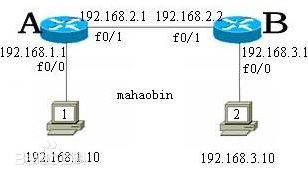 A
192.168.2.1 192.168.2.2
B
f0/1 f0/1
192.168.1.1
f0/0
192.168.3.1
f0/0
mahaobin
1
2
192.168.1.10
192.168.3.10